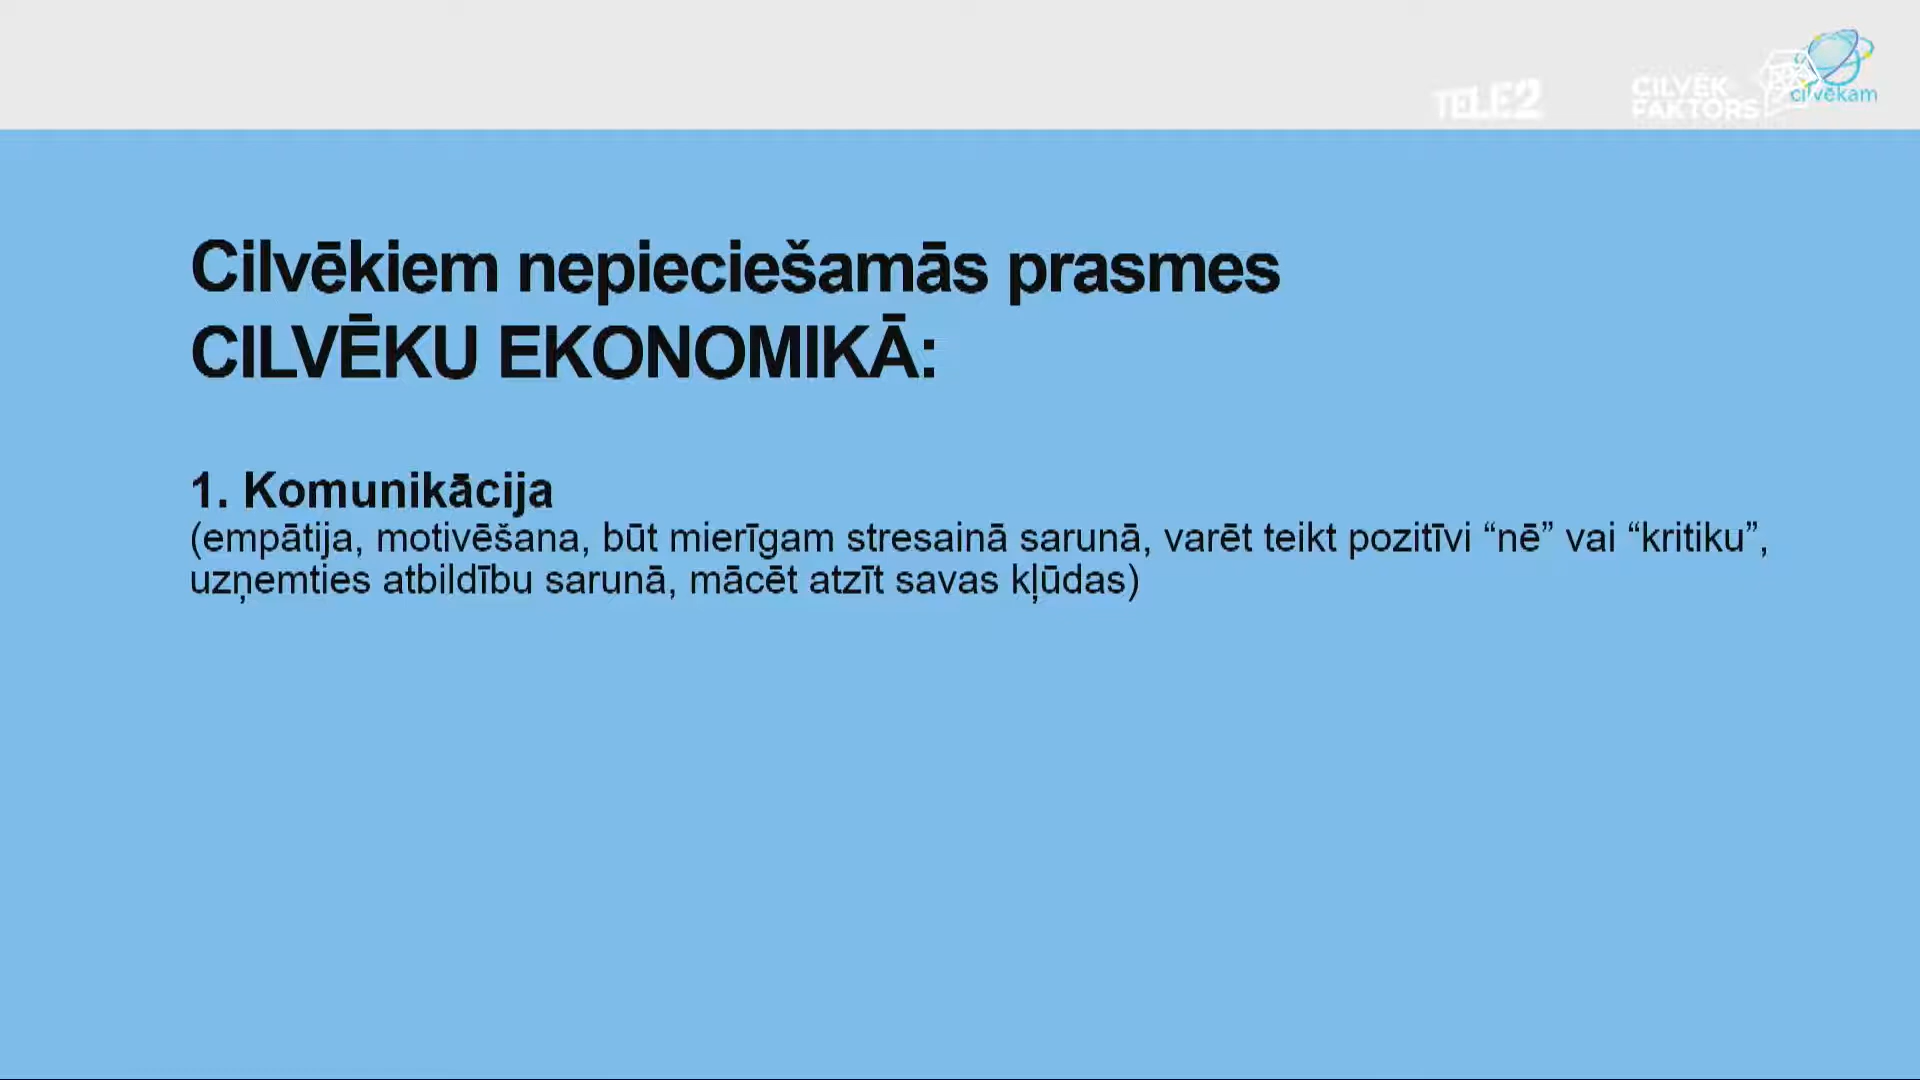 TELE2
CILVĒK
FAKTORS
cilvēkam
Cilvēkiem nepieciešamās prasmes
CILVĒKU EKONOMIKĀ:
1. Komunikācija
(empātija, motivēšana, būt mierīgam stresainā sarunā, varēt teikt pozitīvi “nē” vai “kritiku”,
uzņemties atbildību sarunā, mācēt atzīt savas kļūdas)